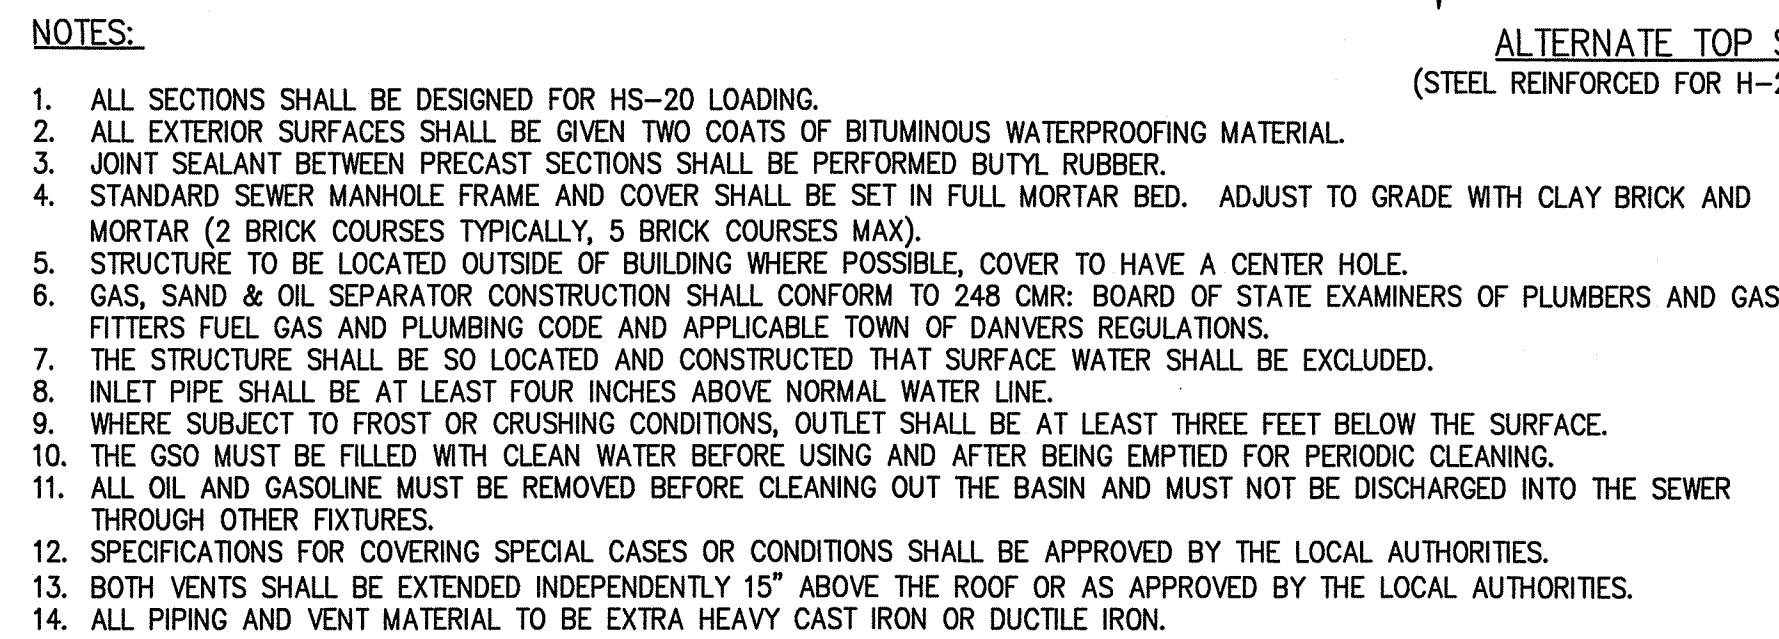 NOTES:
ALTERNATE TOP
(STEEL REINFORCED FOR H-2
1. ALL SECTIONS SHALL BE DESIGNED FOR HS-20 LOADING.
2. ALL EXTERIOR SURFACES SHALL BE GIVEN TWO COATS OF BITUMINOUS WATERPROOFING MATERIAL.
3. JOINT SEALANT BETWEEN PRECAST SECTIONS SHALL BE PERFORMED BUTYL RUBBER.
4. STANDARD SEWER MANHOLE FRAME AND COVER SHALL BE SET IN FULL MORTAR BED. ADJUST TO GRADE WITH CLAY BRICK AND
MORTAR (2 BRICK COURSES TYPICALLY, 5 BRICK COURSES MAX).
5. STRUCTURE TO BE LOCATED OUTSIDE OF BUILDING WHERE POSSIBLE, COVER TO HAVE A CENTER HOLE.
6. GAS, SAND & OIL SEPARATOR CONSTRUCTION SHALL CONFORM TO 248 CMR: BOARD OF STATE EXAMINERS OF PLUMBERS AND GAS
FITTERS FUEL GAS AND PLUMBING CODE AND APPLICABLE TOWN OF DANVERS REGULATIONS.
7. THE STRUCTURE SHALL BE SO LOCATED AND CONSTRUCTED THAT SURFACE WATER SHALL BE EXCLUDED.
8. INLET PIPE SHALL BE AT LEAST FOUR INCHES ABOVE NORMAL WATER LINE.
9. WHERE SUBJECT TO FROST OR CRUSHING CONDITIONS, OUTLET SHALL BE AT LEAST THREE FEET BELOW THE SURFACE.
10. THE GSO MUST BE FILLED WITH CLEAN WATER BEFORE USING AND AFTER BEING EMPTIED FOR PERIODIC CLEANING.
11. ALL OIL AND GASOLINE MUST BE REMOVED BEFORE CLEANING OUT THE BASIN AND MUST NOT BE DISCHARGED INTO THE SEWER
THROUGH OTHER FIXTURES.
12. SPECIFICATIONS FOR COVERING SPECIAL CASES OR CONDITIONS SHALL BE APPROVED BY THE LOCAL AUTHORITIES.
13. BOTH VENTS SHALL BE EXTENDED INDEPENDENTLY 15" ABOVE THE ROOF OR AS APPROVED BY THE LOCAL AUTHORITIES.
14. ALL PIPING AND VENT MATERIAL TO BE EXTRA HEAVY CAST IRON OR DUCTILE IRON.